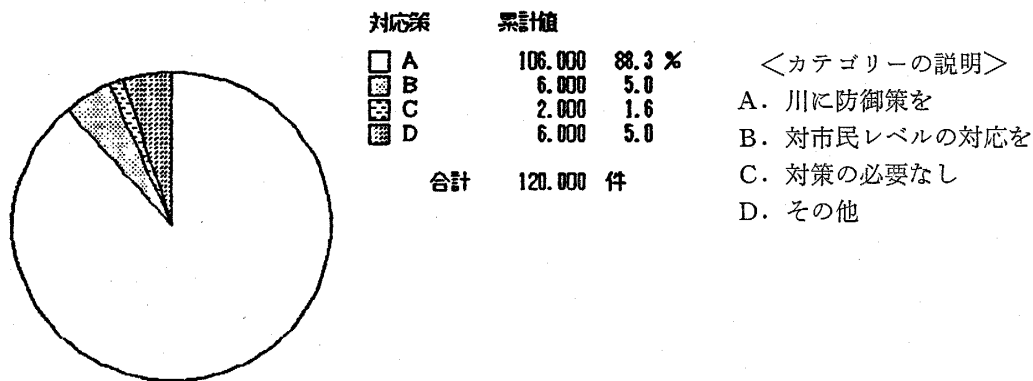 対応策 累計値
A 106.000 88.3 %
B 6.000 5.0
C 2.000 1.6
D 6.000 5.0
合計 120.000 件
<カテゴリーの説明>
A. 川に防御策を
B. 対市民レベルの対応を
C. 対策の必要なし
D. その他